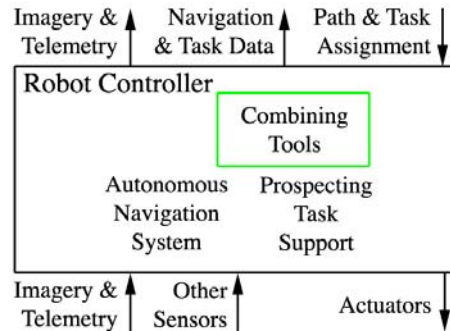 Imagery &
Telemetry
Navigation
& Task Data
Path & Task
Assignment
Robot Controller
Combining
Tools
Autonomous
Navigation
System
Prospecting
Task
Support
Imagery &
Telemetry
Other
Sensors
Actuators